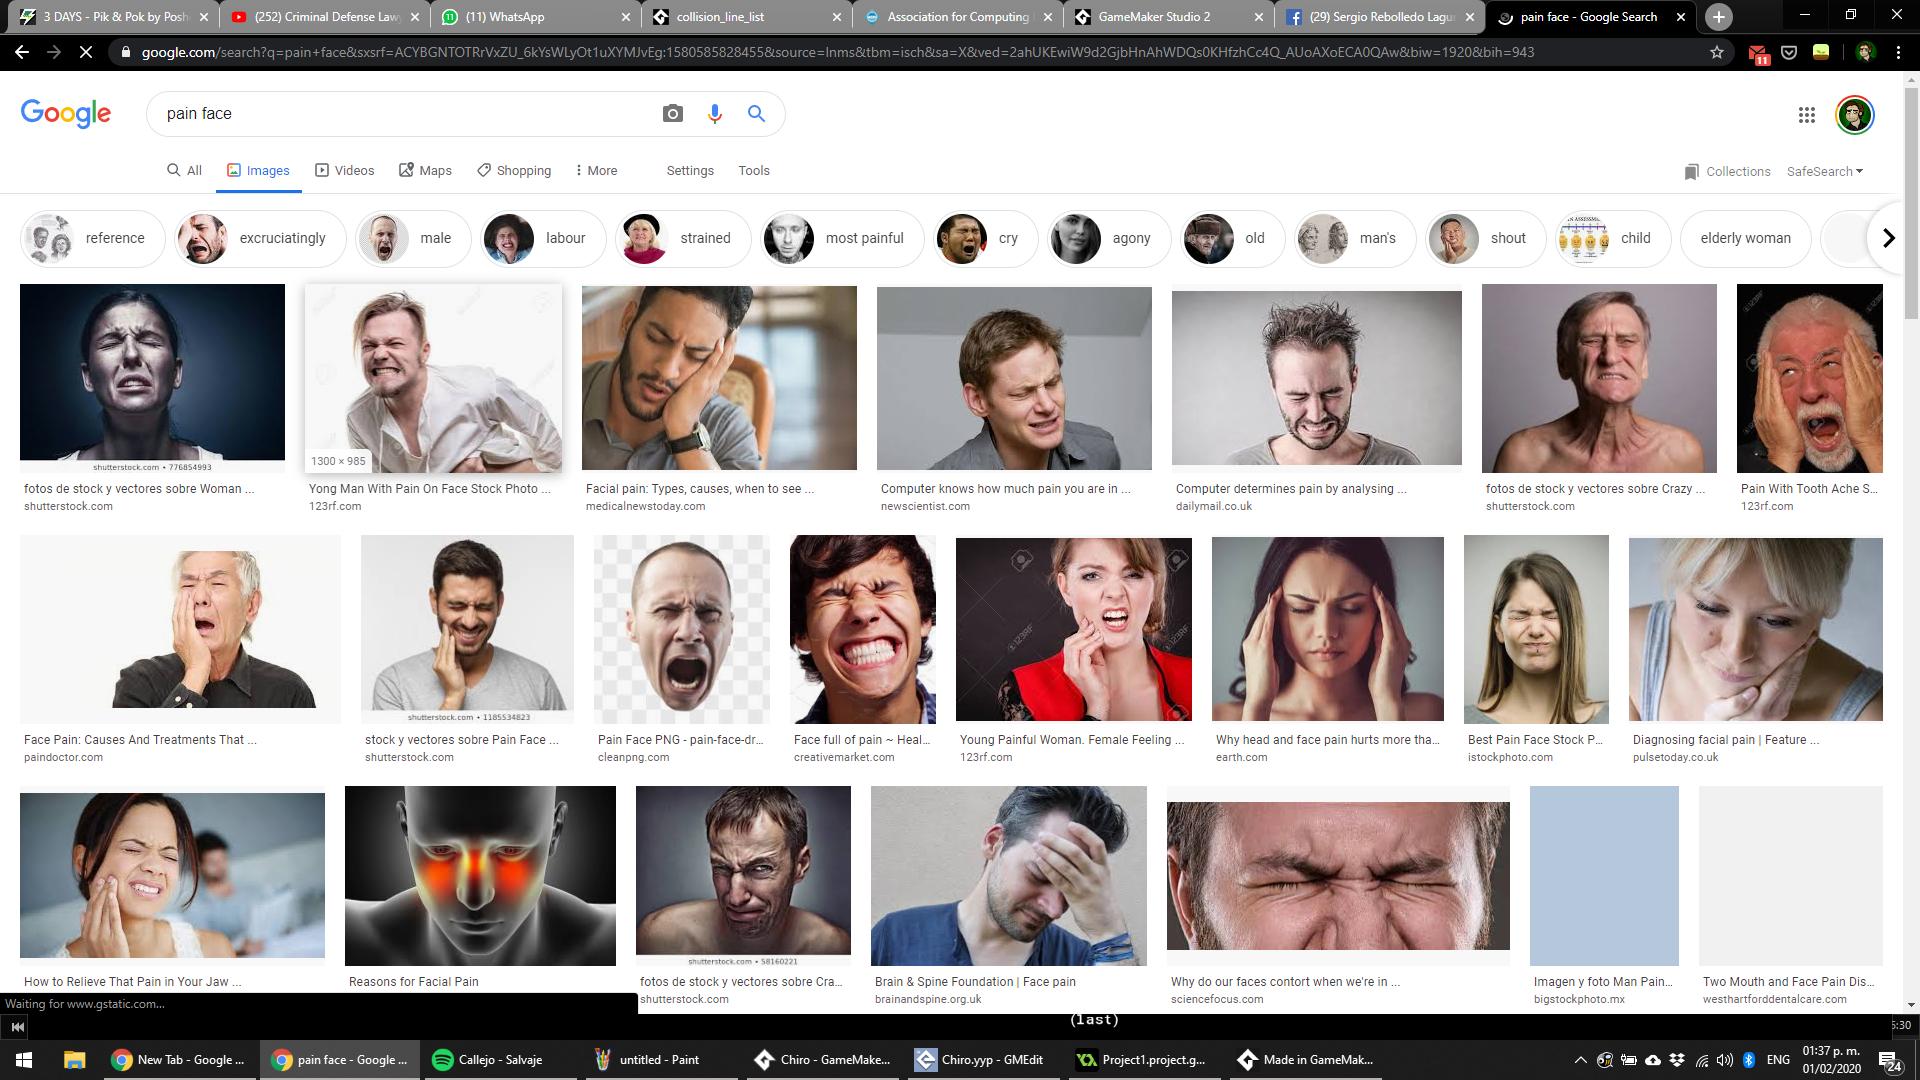 3 DAYS - Pik & Pok by Posh
(252) Criminal Defense Law
(11) WhatsApp
collision_line_list
Association for Computing
GameMaker Studio 2
(29) Sergio Rebolledo Lagu
pain face - Google Search
google.com/search?q=pain+face&sxsrf=ACYBGNTOTRrVxZU_6kYsWLyOt1uXYMJvEg:1580585828455&source=lnms&tbm=isch&sa=X&ved=2ahUKEwiW9d2GjbHnAhWDQs0KHfzhCc4Q_AUoAXoECA0QAw&biw=1920&bih=943
11
Google
pain face
All Images Videos Maps Shopping More Settings Tools
Collections SafeSearch
reference excruciatingly male labour strained most painful cry agony old man's shout child elderly woman
shutterstock.com • 776854993
1300 × 985
fotos de stock y vectores sobre Woman ...
shutterstock.com
Yong Man With Pain On Face Stock Photo ...
123rf.com
Facial pain: Types, causes, when to see ...
medicalnewstoday.com
Computer knows how much pain you are in ...
newscientist.com
Computer determines pain by analysing ...
dailymail.co.uk
fotos de stock y vectores sobre Crazy ...
shutterstock.com
Pain With Tooth Ache S...
123rf.com
shutterstock.com • 1185534823
Face Pain: Causes And Treatments That ...
paindoctor.com
stock y vectores sobre Pain Face ...
shutterstock.com
Pain Face PNG - pain-face-dr...
cleanpng.com
Face full of pain ~ Heal...
creativemarket.com
Young Painful Woman. Female Feeling ...
123rf.com
Why head and face pain hurts more tha...
earth.com
Best Pain Face Stock P...
istockphoto.com
Diagnosing facial pain | Feature ...
pulsetoday.co.uk
shutterstock.com • 58160221
How to Relieve That Pain in Your Jaw ...
Reasons for Facial Pain
fotos de stock y vectores sobre Cra...
shutterstock.com
Brain & Spine Foundation | Face pain
brainandspine.org.uk
Why do our faces contort when we're in ...
sciencefocus.com
Imagen y foto Man Pain...
bigstockphoto.mx
Two Mouth and Face Pain Dis...
westhartforddentalcare.com
Waiting for www.gstatic.com...
(last)
5:30
New Tab - Google ...
pain face - Google ...
Callejo - Salvaje
untitled - Paint
Chiro - GameMake...
Chiro.yyp - GMEdit
Project1.project.g...
Made in GameMak...
ENG
01:37 p. m.
01/02/2020
24